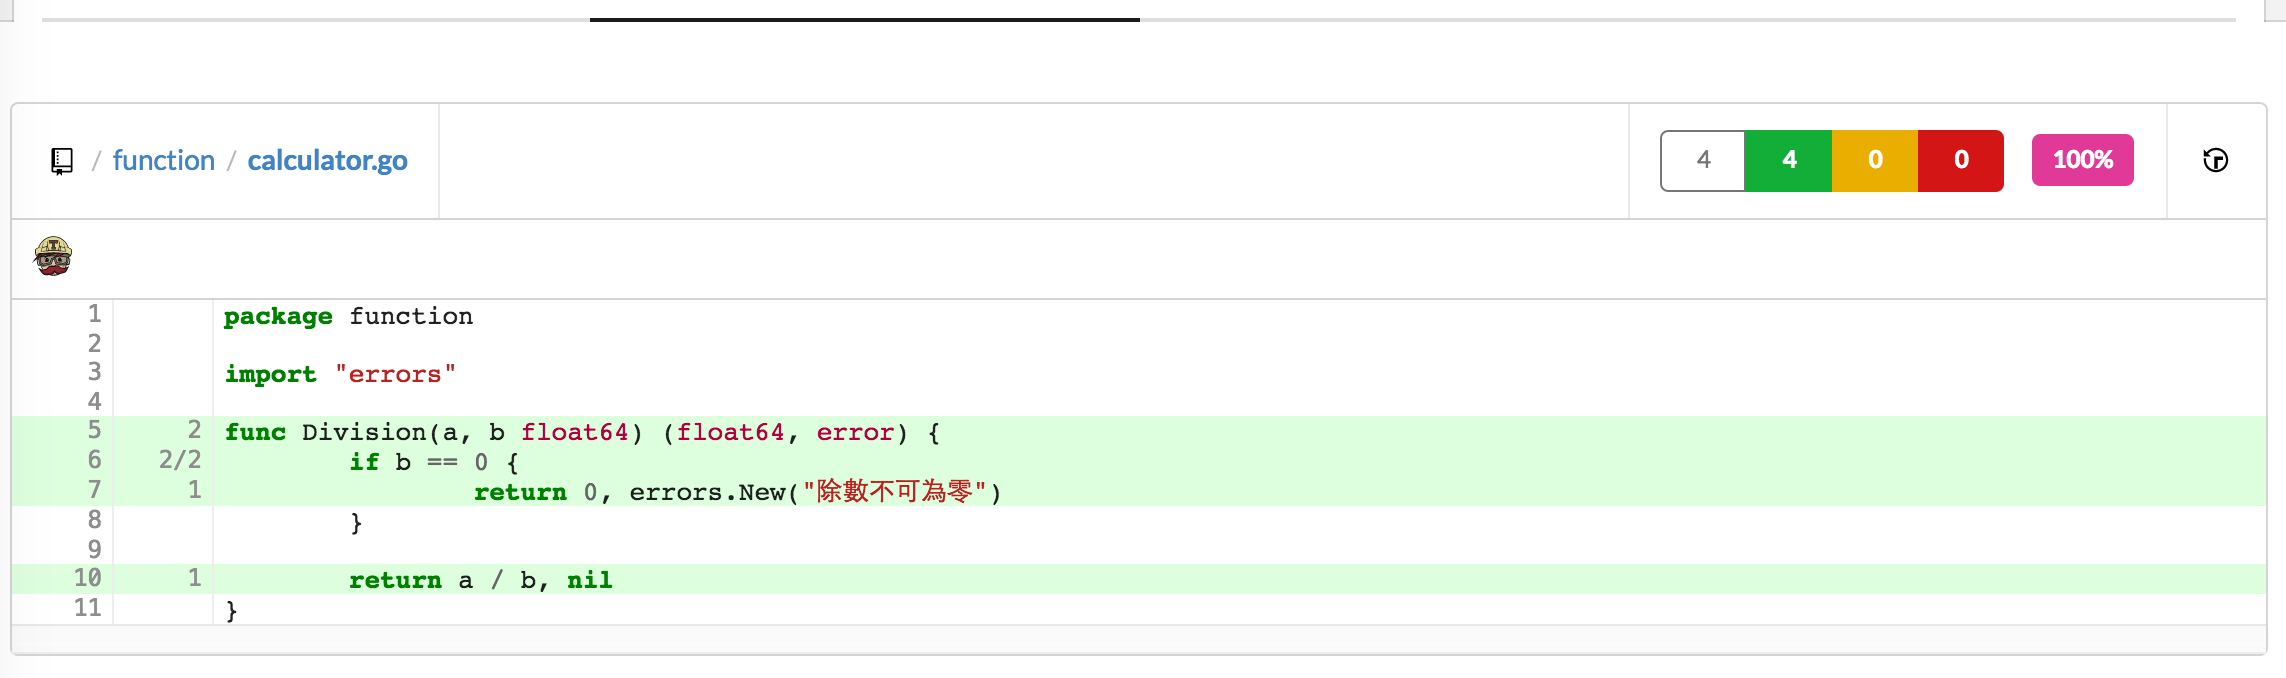 / function / calculator.go 4 4 0 0 100%
1 package function
2
3 import "errors"
4
5 2 func Division(a, b float64) (float64, error) {
6 2/2 if b == 0 {
7 1 return 0, errors.New("除數不可為零")
8 }
9
10 1 return a / b, nil
11 }